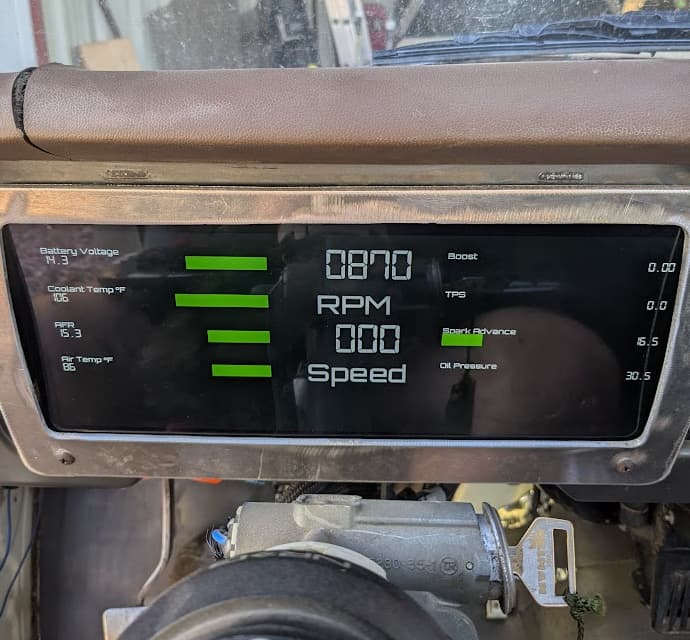 Battery Voltage
14.3
Coolant Temp °F
106
AFR
15.3
Air Temp °F
86
0870
RPM
000
Speed
Boost
0.00
TPS
0.0
Spark Advance
16.5
Oil Pressure
30.5